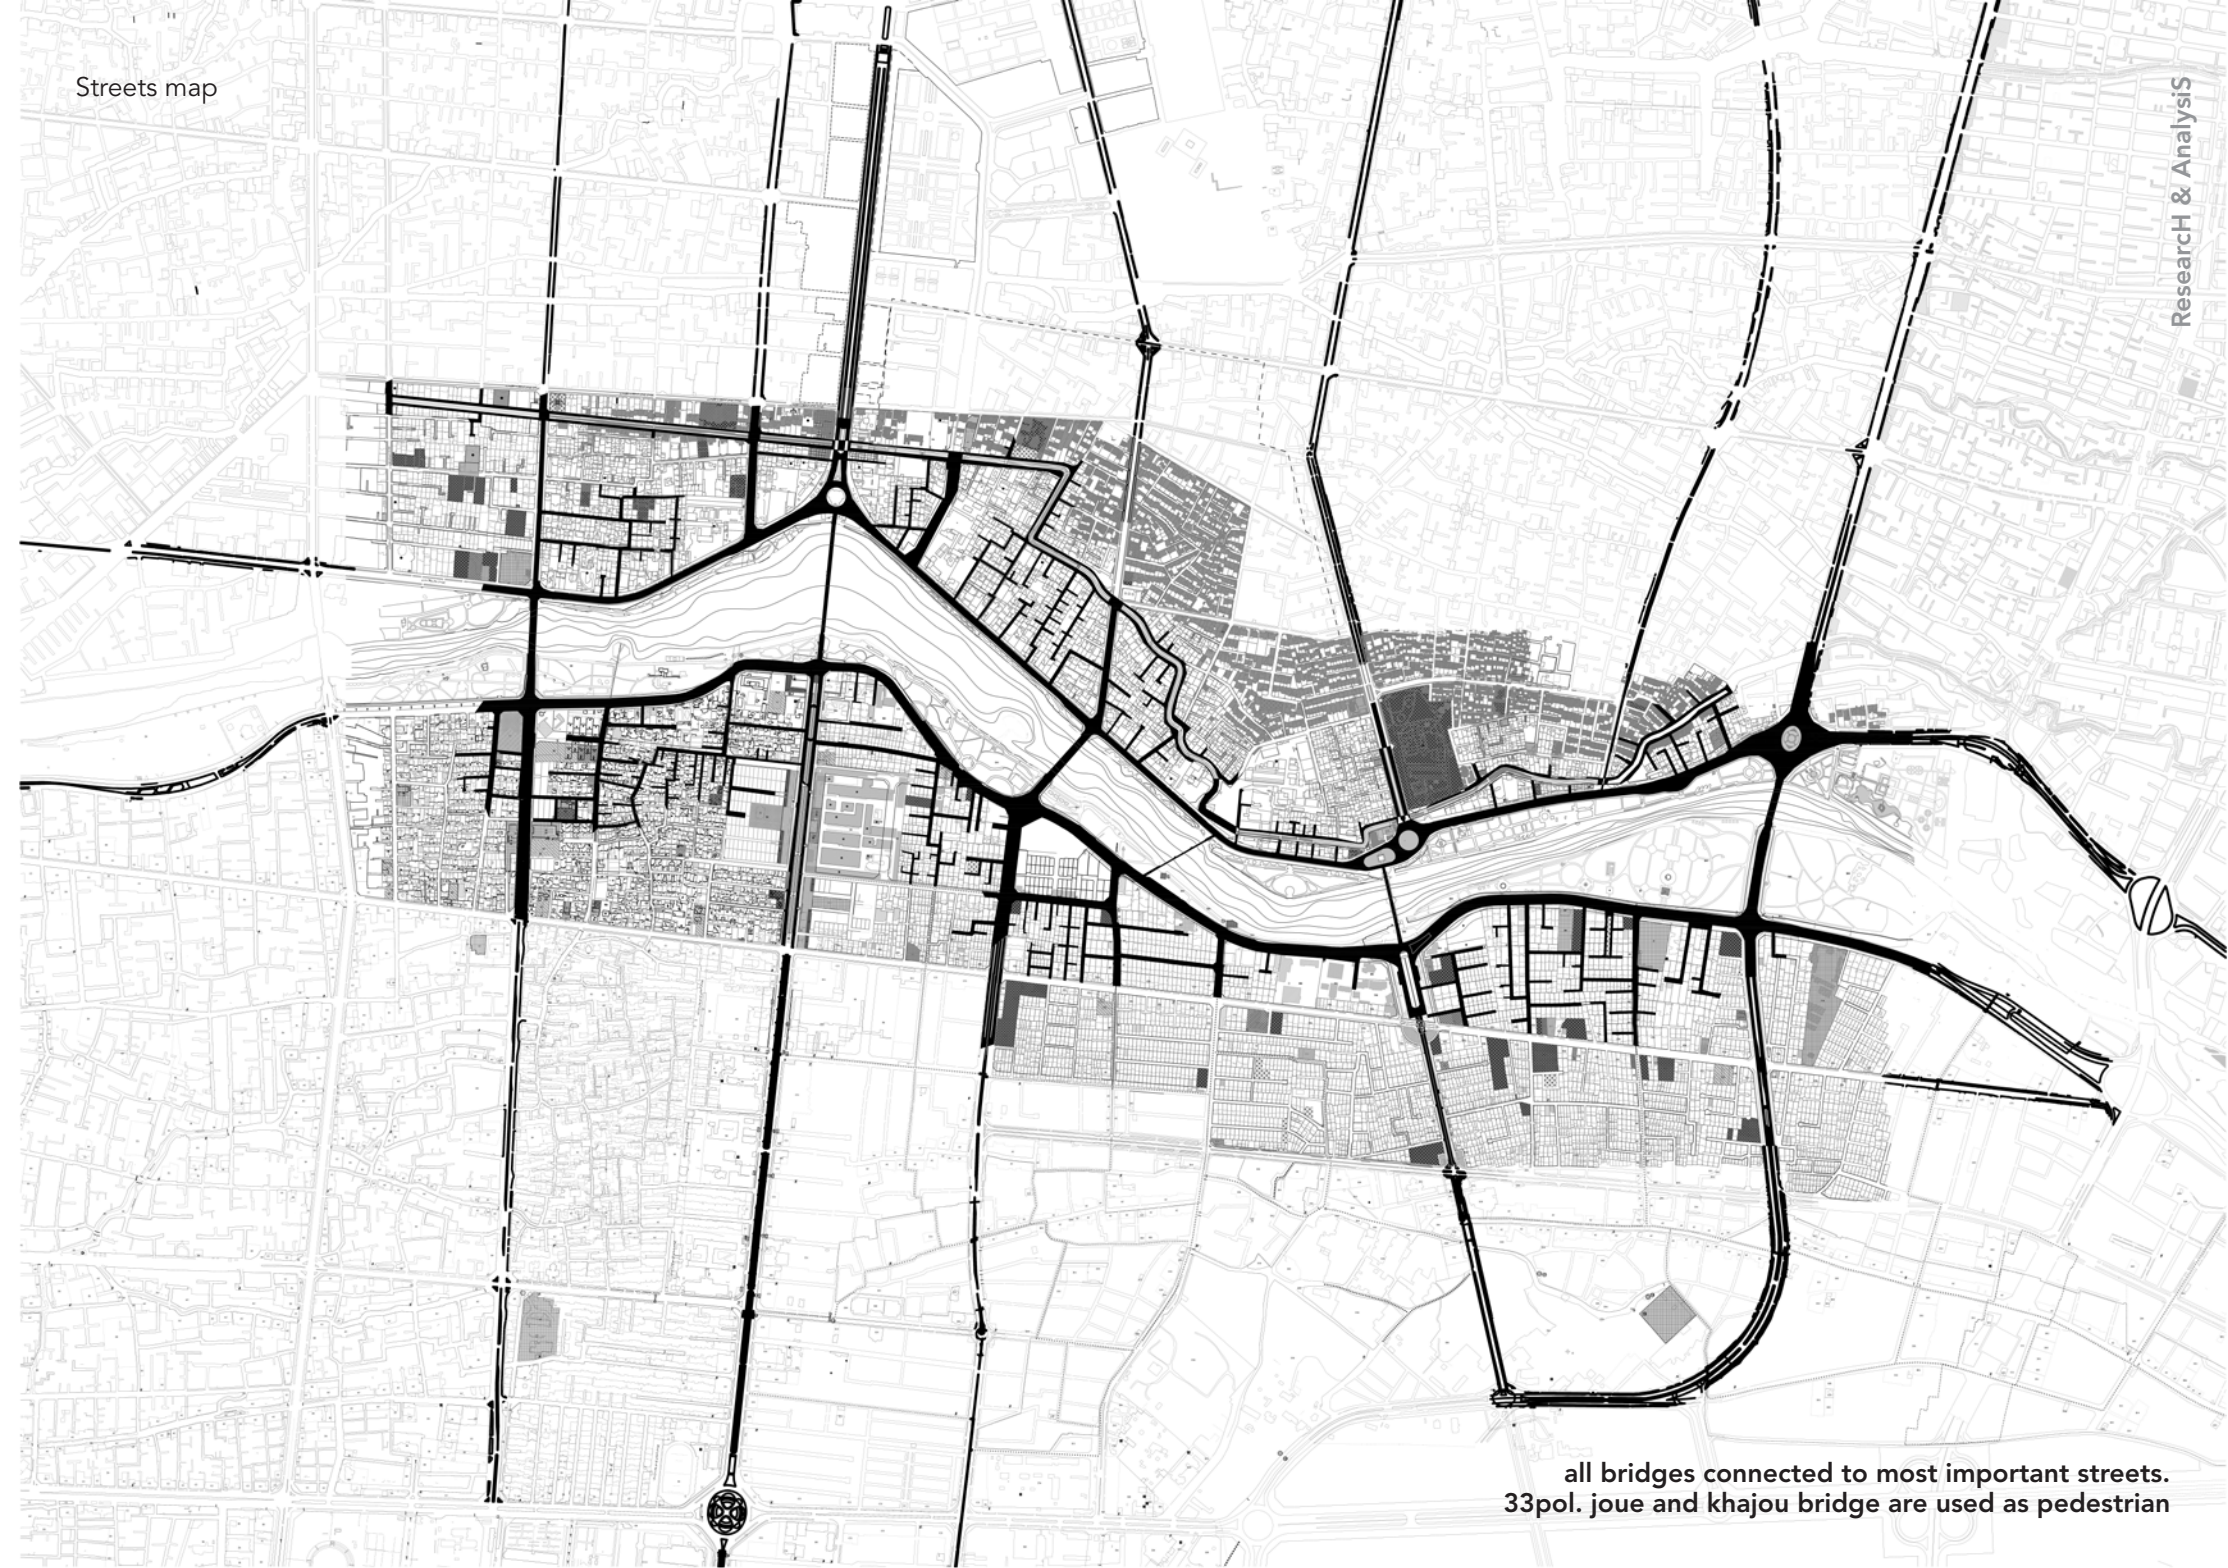 Streets map
ResearcH & AnalysiS
all bridges connected to most important streets.
33pol. joue and khajou bridge are used as pedestrian